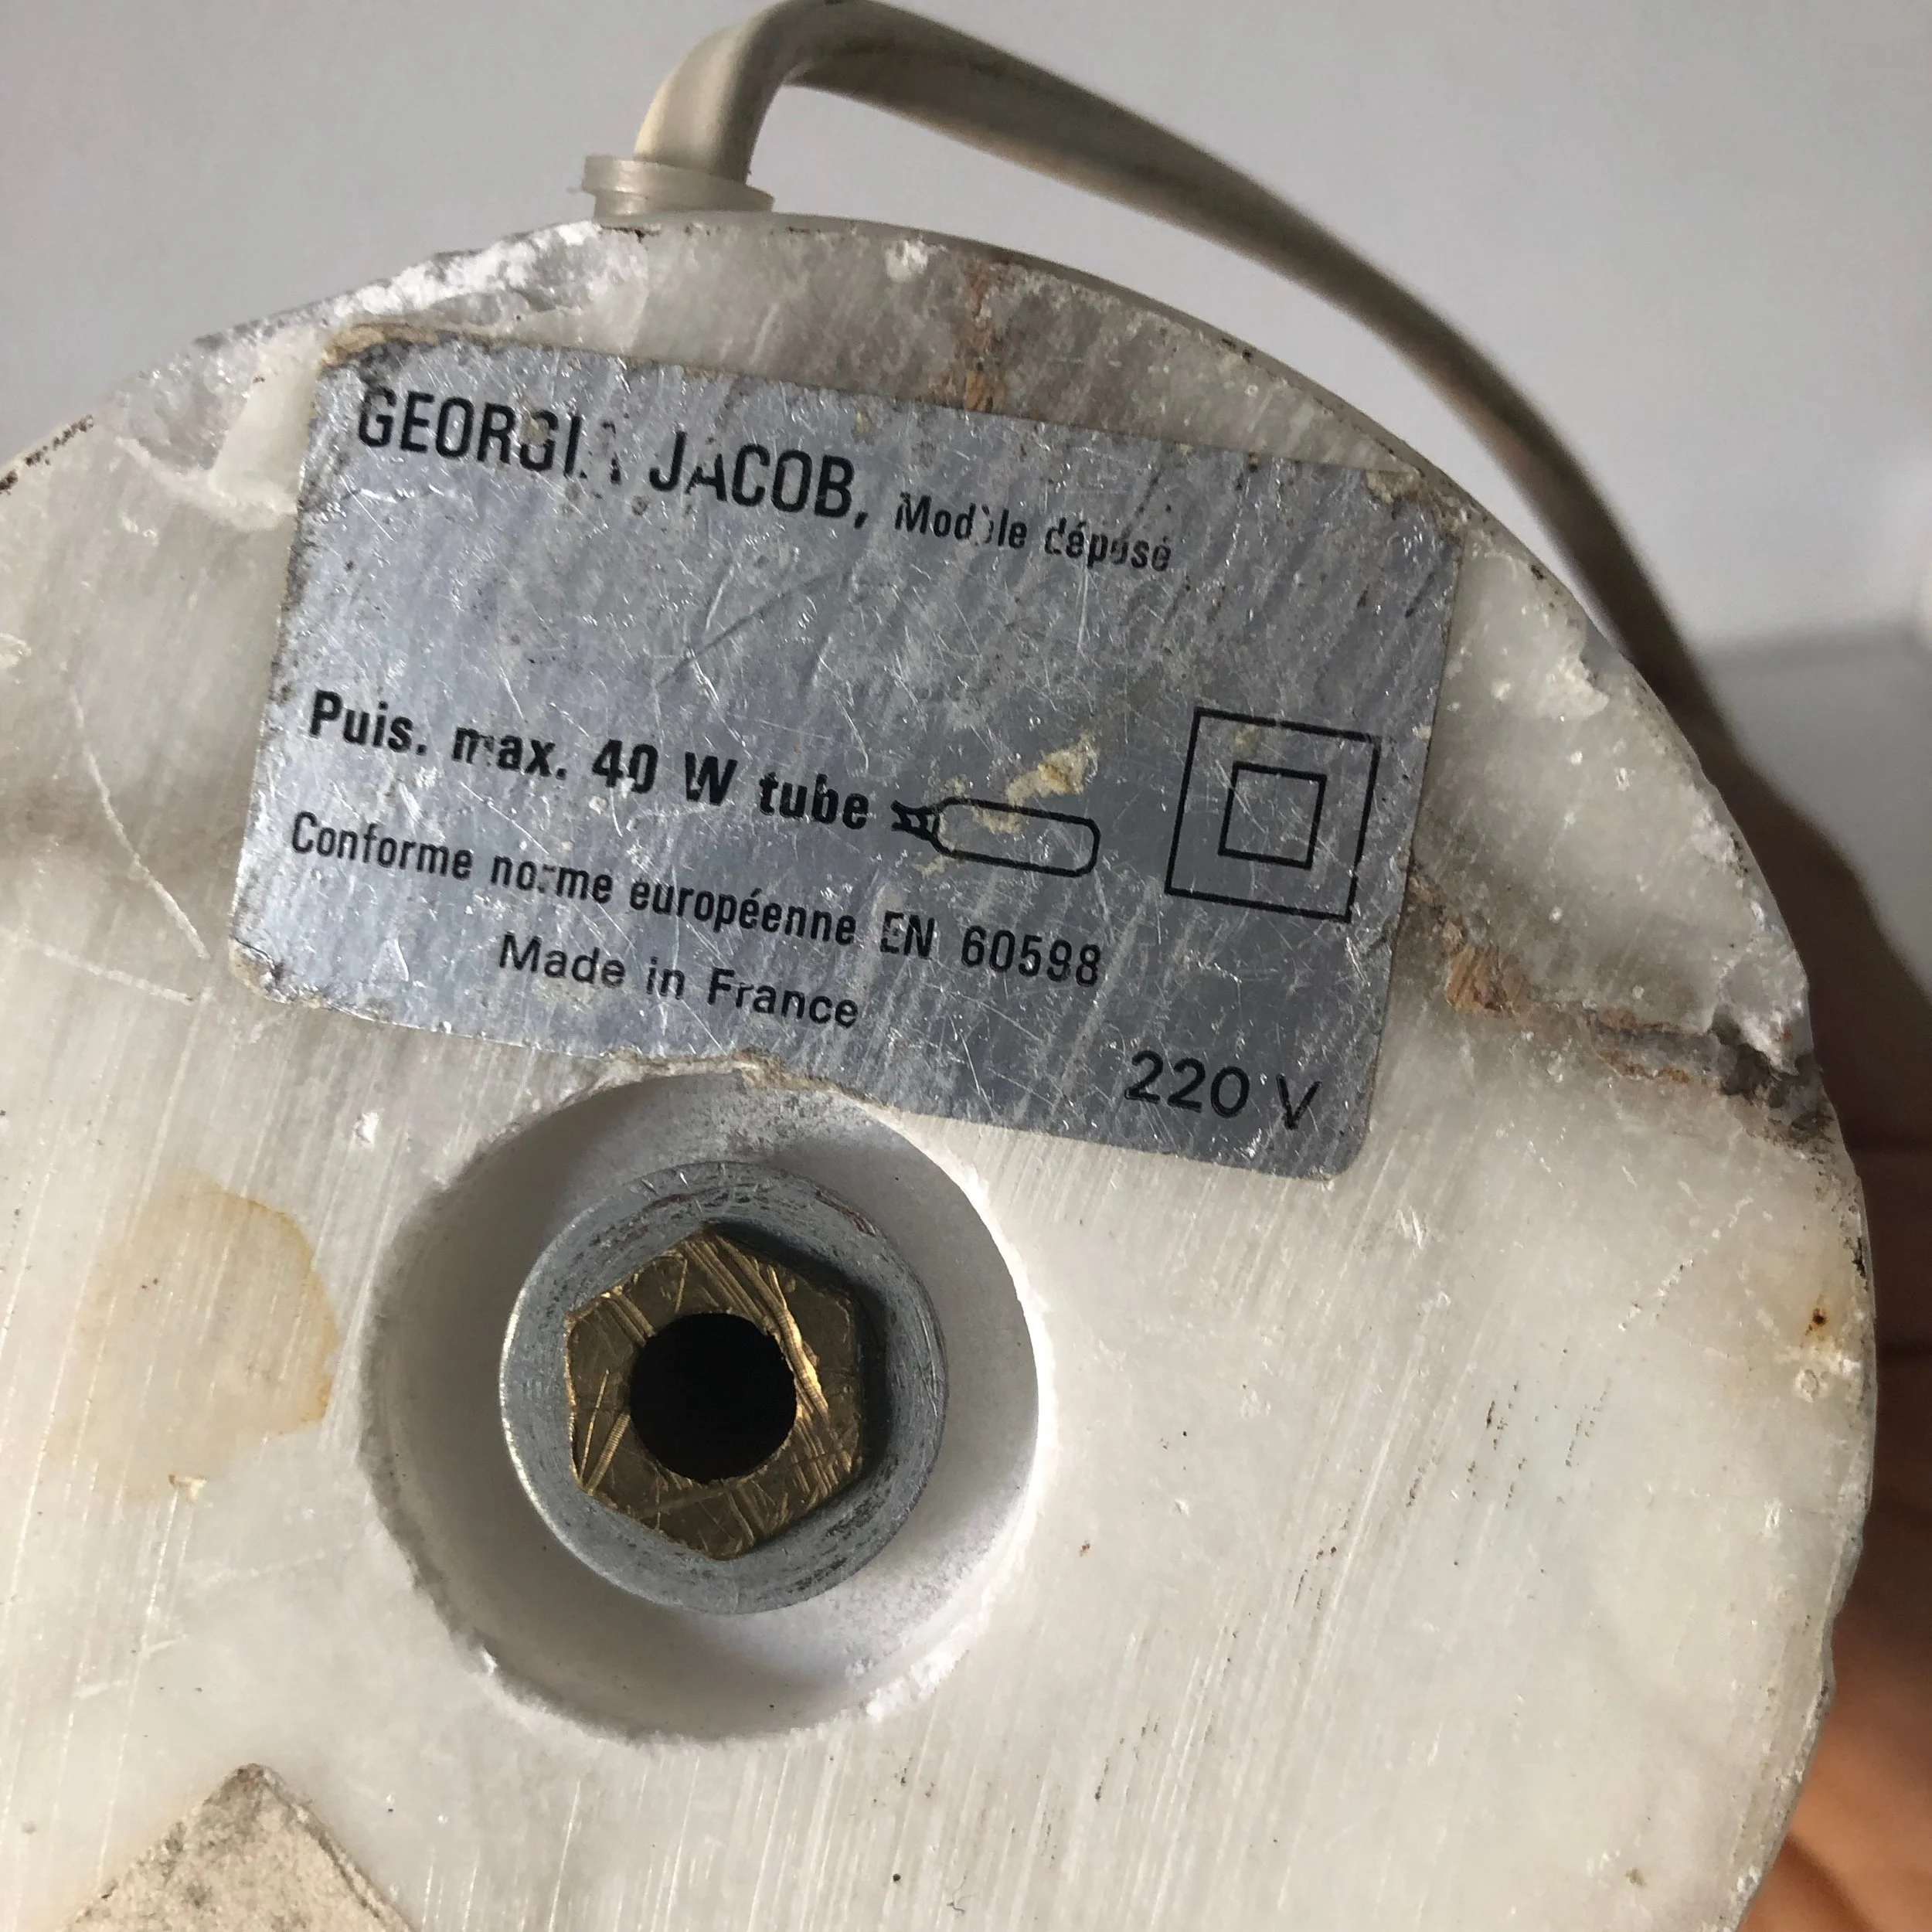 GEORGIA JACOB, Modèle déposé
Puis. max. 40 W tube
Conforme norme européenne EN 60598
Made in France
220 V